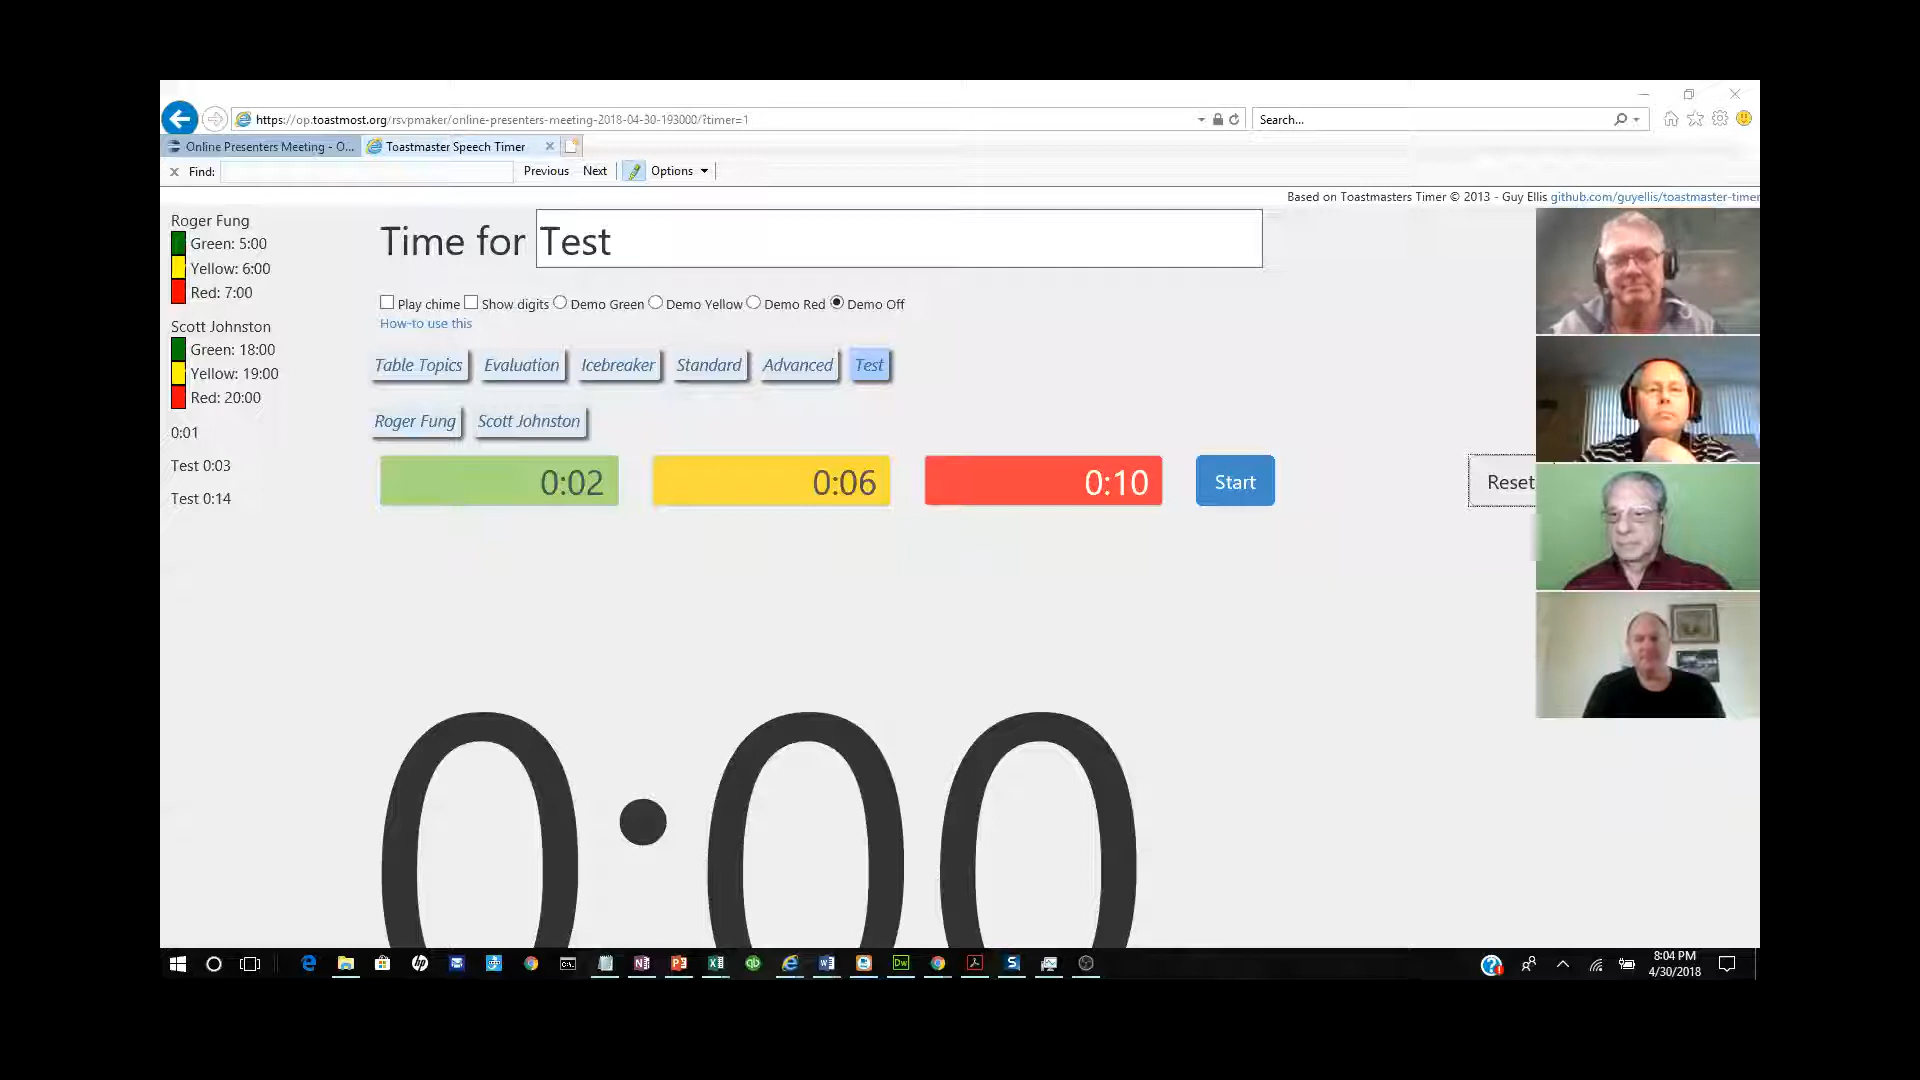 https://op.toastmost.org/rsvpmaker/online-presenters-meeting-2018-04-30-193000/?timer=1
Search...
Online Presenters Meeting - O...
Toastmaster Speech Timer
Find:
Previous
Next
Options
Based on Toastmasters Timer © 2013 - Guy Ellis github.com/guyellis/toastmaster-timer
Roger Fung
Green: 5:00
Yellow: 6:00
Red: 7:00
Scott Johnston
Green: 18:00
Yellow: 19:00
Red: 20:00
0:01
Test 0:03
Test 0:14
Time for Test
Play chime Show digits Demo Green Demo Yellow Demo Red Demo Off
How-to use this
Table Topics Evaluation Icebreaker Standard Advanced Test
Roger Fung Scott Johnston
0:02 0:06 0:10 Start Reset
0:00
8:04 PM
4/30/2018